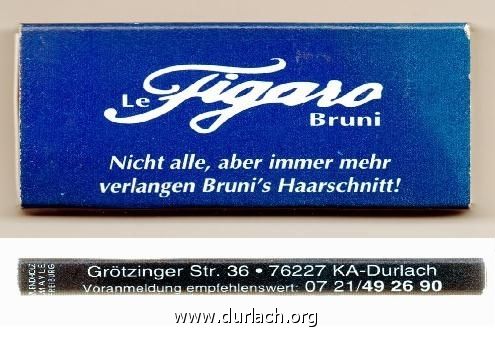 Le Figaro
Bruni
Nicht alle, aber immer mehr
verlangen Bruni's Haarschnitt!
Grötzinger Str. 36 • 76227 KA-Durlach
Voranmeldung empfehlenswert: 07 21/49 26 90
www.durlach.org